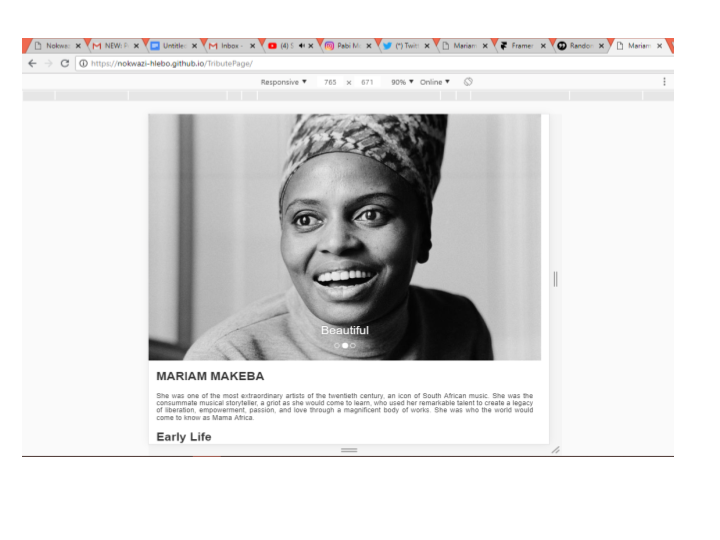 Nokwaz
NEW: F
Untitle
Inbox -
(4) S
Pabi Mo
(*) Twit
Mariam
Framer
Random
Mariam
https://nokwazi-hlebo.github.io/TributePage/
Responsive ▼ 765 × 671 90% ▼ Online ▼
Beautiful
MARIAM MAKEBA
She was one of the most extraordinary artists of the twentieth century, an icon of South African music. She was the
consummate musical storyteller, a griot as she would come to learn, who used her remarkable talent to create a legacy
of liberation, empowerment, passion, and love through a magnificent body of works. She was who the world would
come to know as Mama Africa.
Early Life